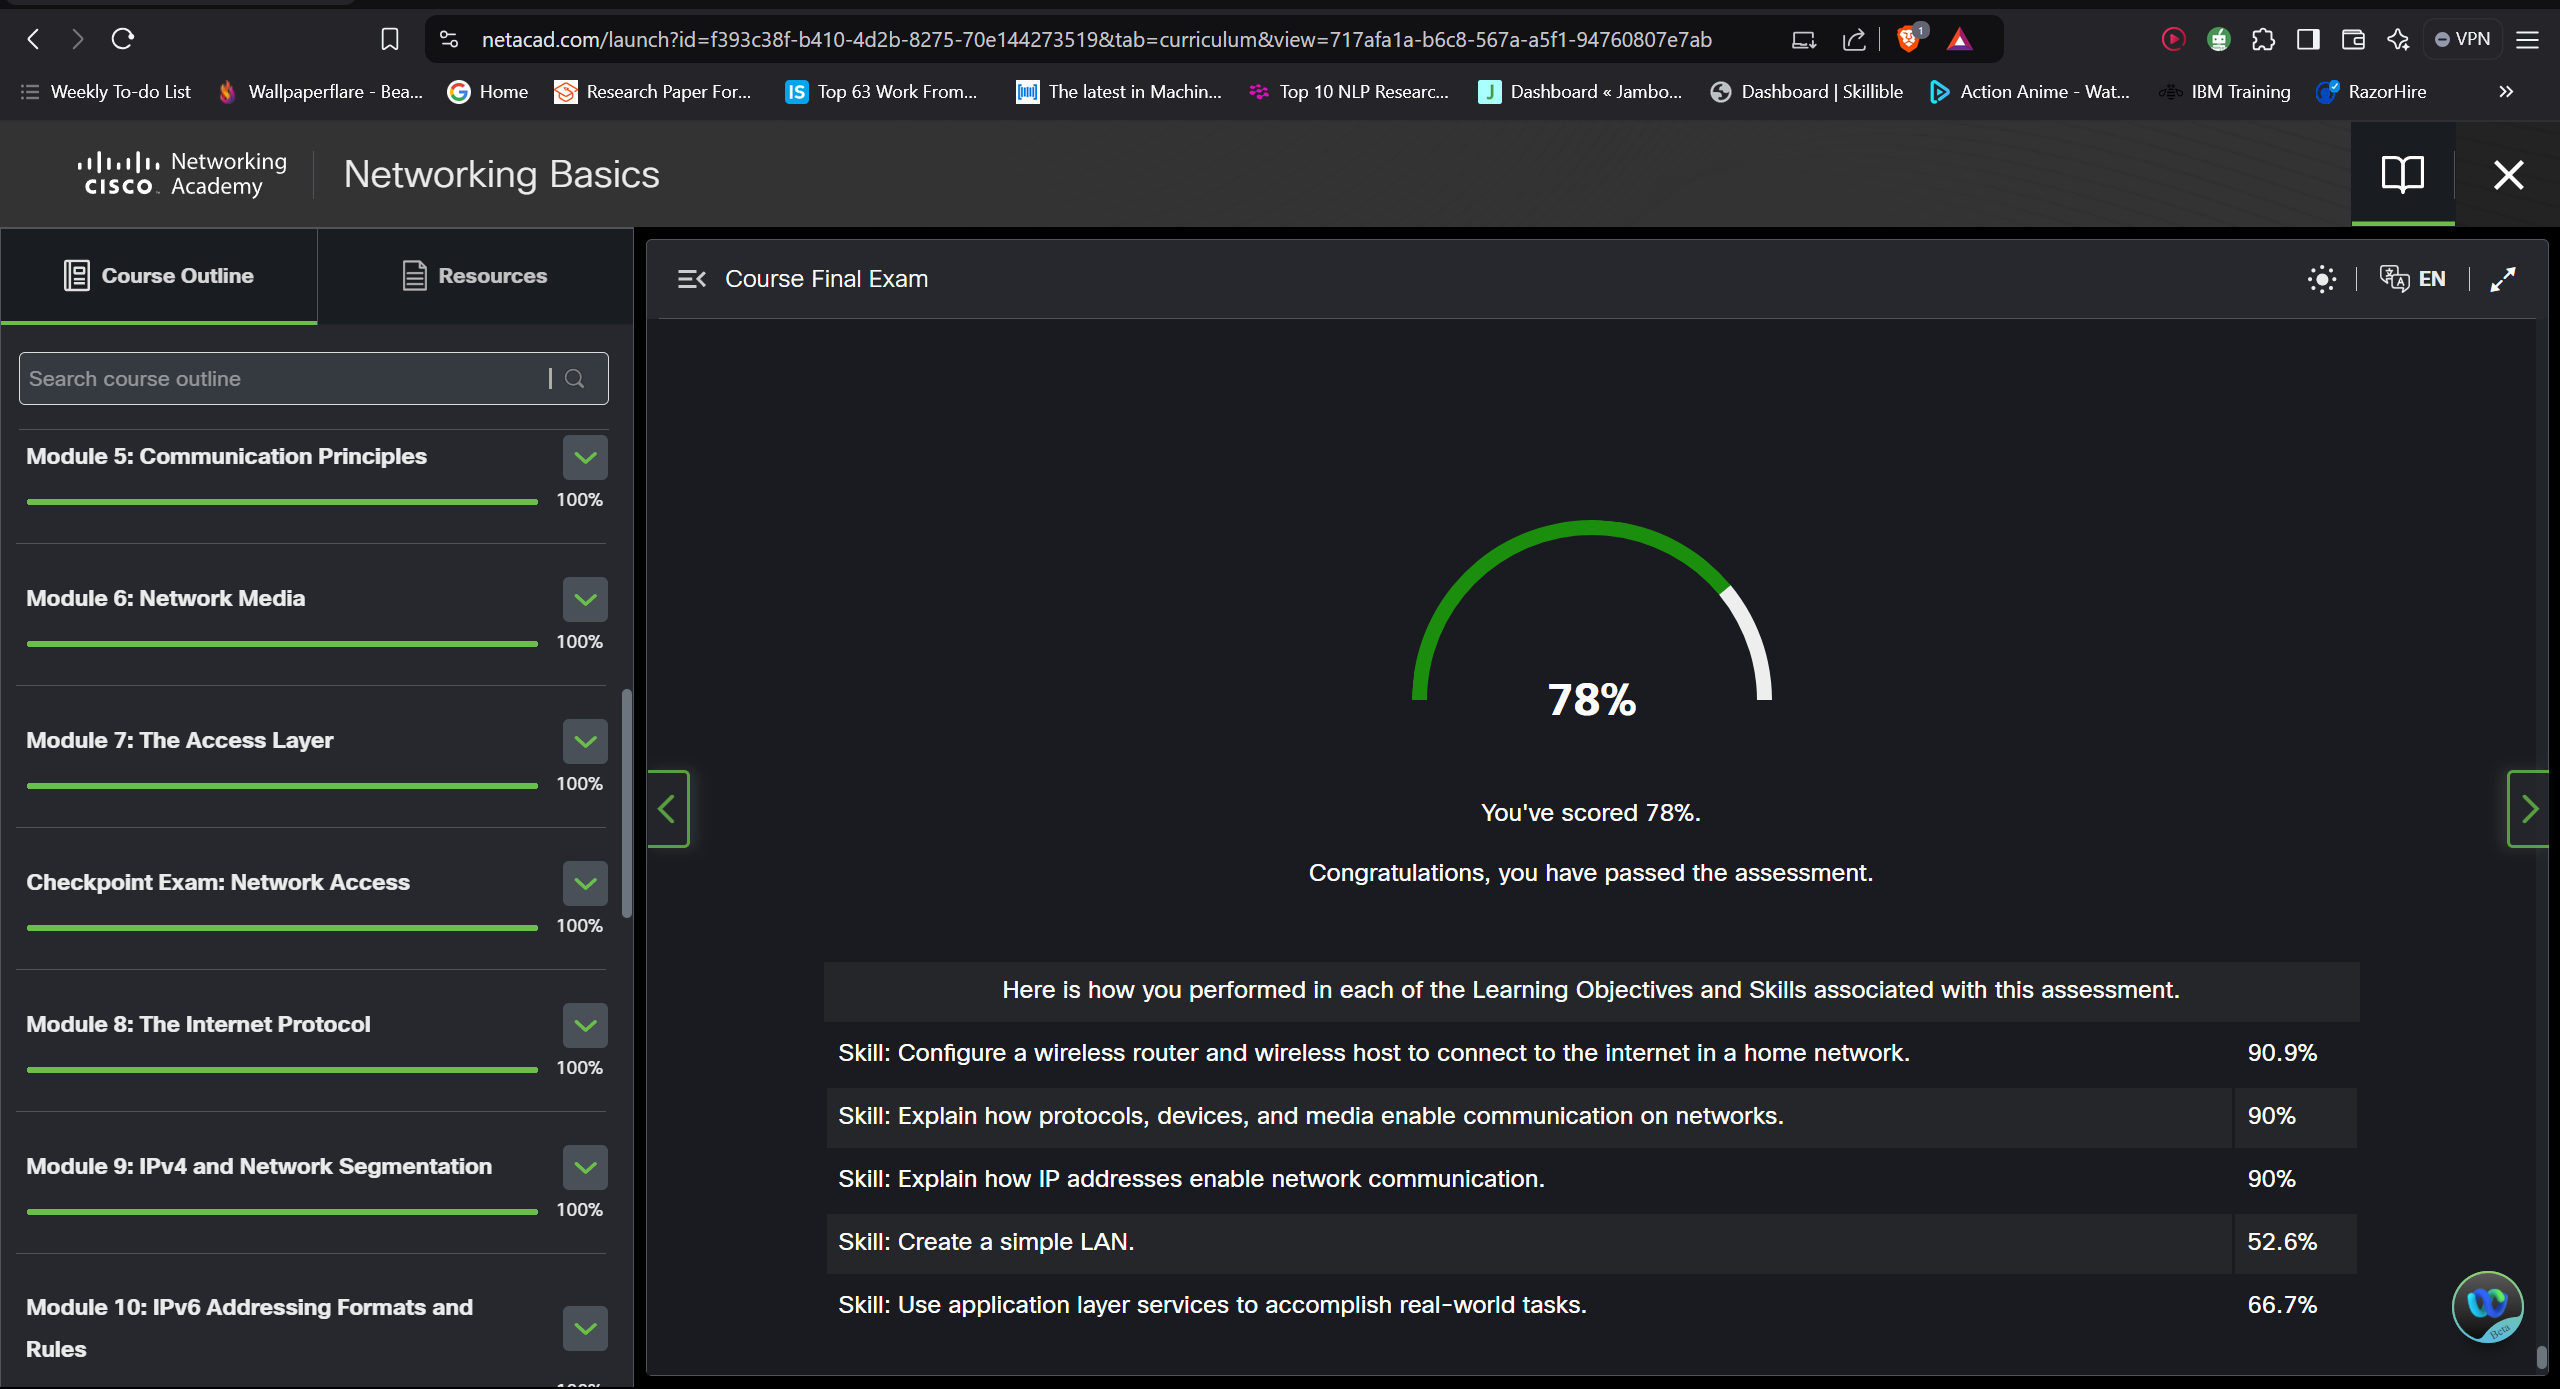 netacad.com/launch?id=f393c38f-b410-4d2b-8275-70e144273519&tab=curriculum&view=717afa1a-b6c8-567a-a5f1-94760807e7ab
1
VPN
Weekly To-do List
Wallpaperflare - Bea...
Home
Research Paper For...
IS Top 63 Work From...
The latest in Machin...
Top 10 NLP Researc...
J Dashboard « Jambo...
Dashboard | Skillible
Action Anime - Wat...
IBM Training
RazorHire
CISCO Networking Academy
Networking Basics
Course Outline
Resources
Search course outline
Module 5: Communication Principles
100%
Module 6: Network Media
100%
Module 7: The Access Layer
100%
Checkpoint Exam: Network Access
100%
Module 8: The Internet Protocol
100%
Module 9: IPv4 and Network Segmentation
100%
Module 10: IPv6 Addressing Formats and
Rules
Course Final Exam
EN
78%
You've scored 78%.
Congratulations, you have passed the assessment.
Here is how you performed in each of the Learning Objectives and Skills associated with this assessment.
Skill: Configure a wireless router and wireless host to connect to the internet in a home network. 90.9%
Skill: Explain how protocols, devices, and media enable communication on networks. 90%
Skill: Explain how IP addresses enable network communication. 90%
Skill: Create a simple LAN. 52.6%
Skill: Use application layer services to accomplish real-world tasks. 66.7%
Beta